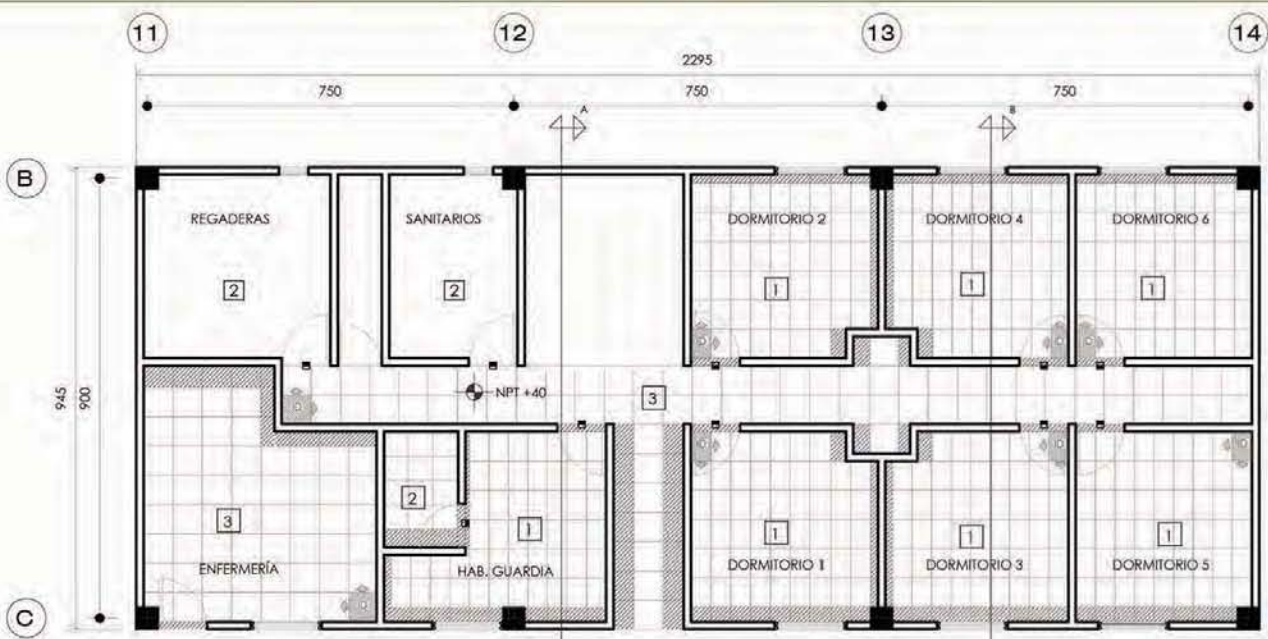 11 12 13 14
2295
750 750 750
A B
B
REGADERAS SANITARIOS DORMITORIO 2 DORMITORIO 4 DORMITORIO 6
2 2 1 1 1
945 900 NPT +40 3
2
3 1 1 1 1
ENFERMERÍA HAB. GUARDIA DORMITORIO 1 DORMITORIO 3 DORMITORIO 5
C